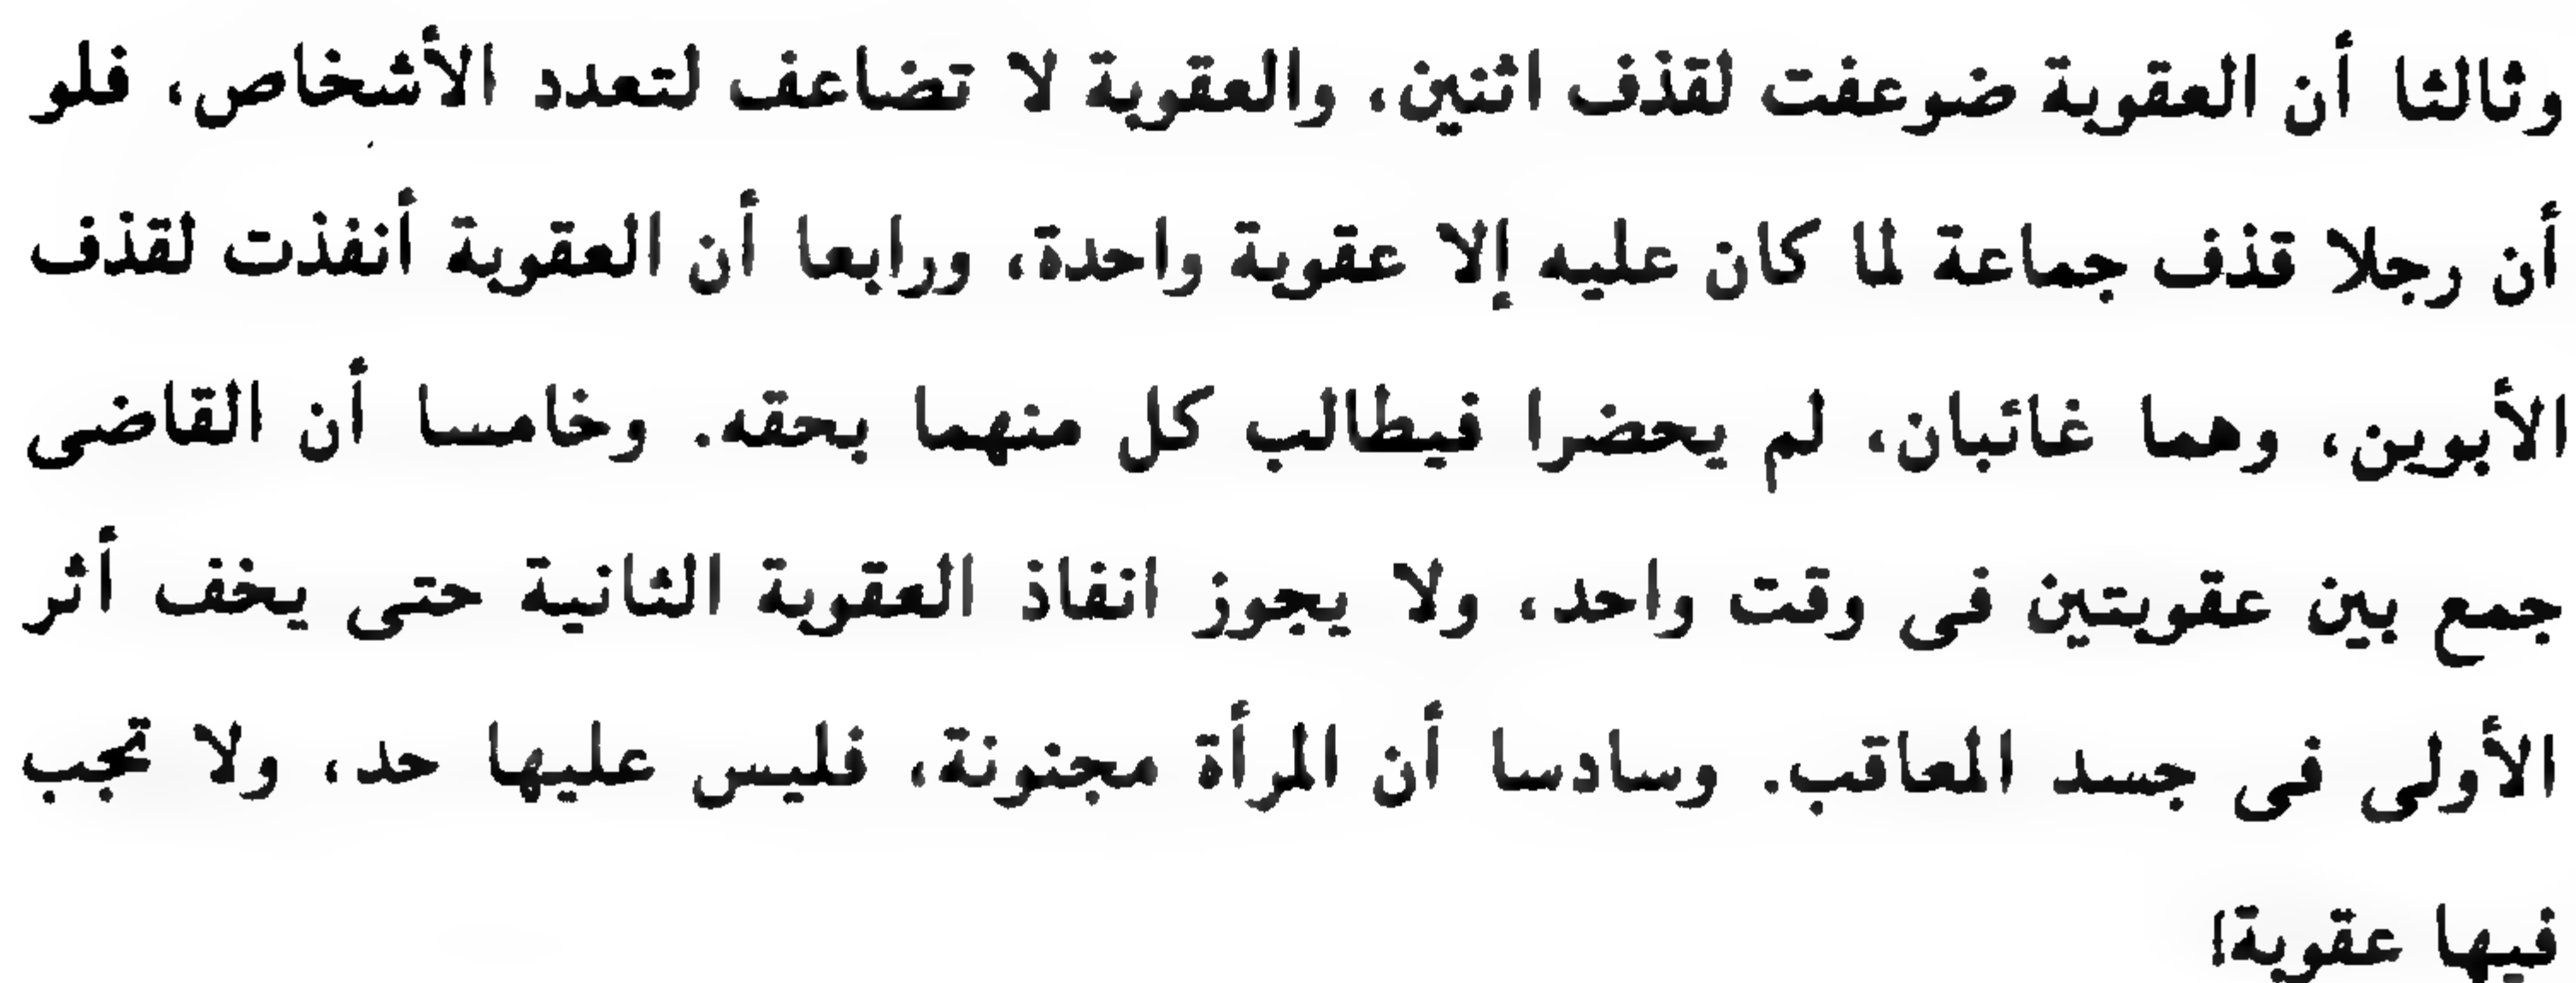 وثالثا أن العقوبة ضوعفت لقذف اثنين، والعقوبة لا تضاعف لتعدد الأشخاص، فلو
أن رجلا قذف جماعة لما كان عليه إلا عقوبة واحدة، ورابعا أن العقوبة أنفذت لقذف
الأبوين، وهما غائبان، لم يحضرا فيطالب كل منهما بحقه. وخامسا أن القاضى
جمع بين عقوبتين فى وقت واحد، ولا يجوز انفاذ العقوبة الثانية حتى يخف أثر
الأولى فى جسد المعاقب. وسادسا أن المرأة مجنونة، فليس عليها حد، ولا تجب
فيها عقوبة!